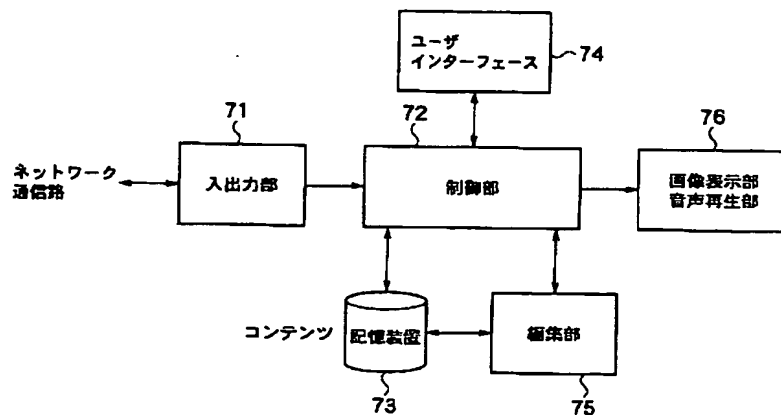 ユーザ
インターフェース
74
71
72
76
ネットワーク
通信路
入出力部
制御部
画像表示部
音声再生部
コンテンツ
記憶装置
編集部
73
75